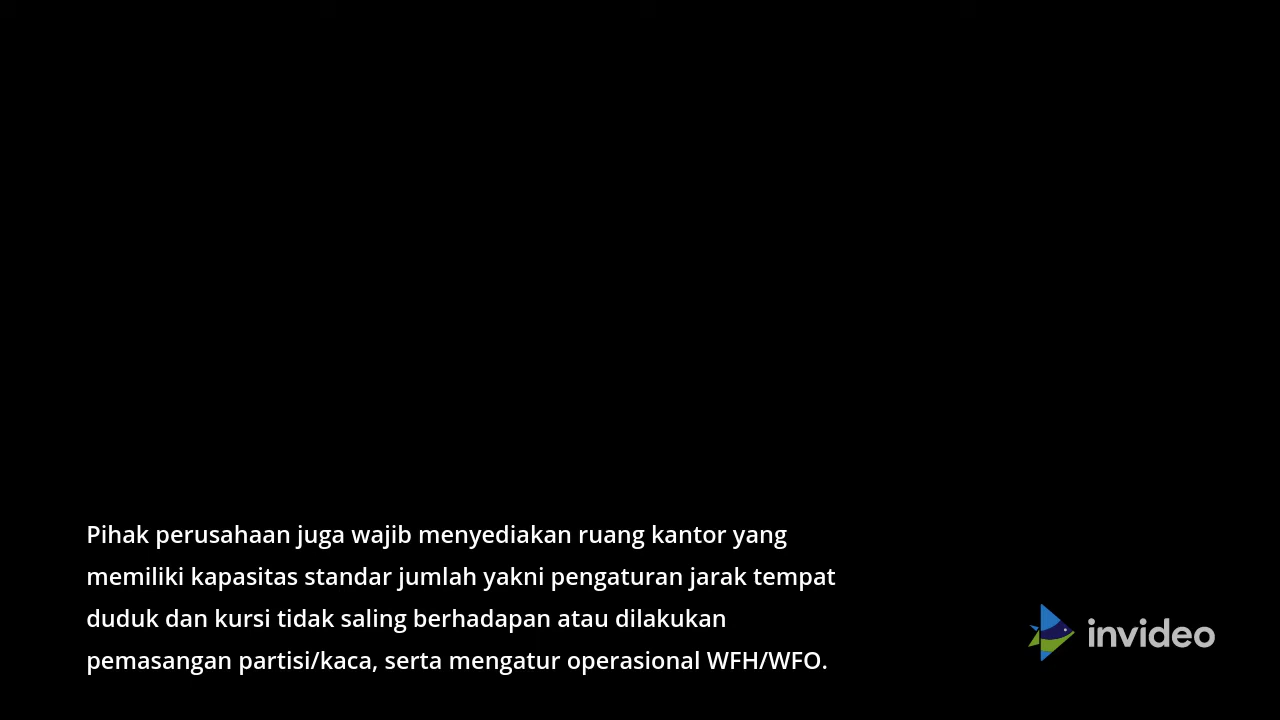 Pihak perusahaan juga wajib menyediakan ruang kantor yang
memiliki kapasitas standar jumlah yakni pengaturan jarak tempat
duduk dan kursi tidak saling berhadapan atau dilakukan
pemasangan partisi/kaca, serta mengatur operasional WFH/WFO.
invideo